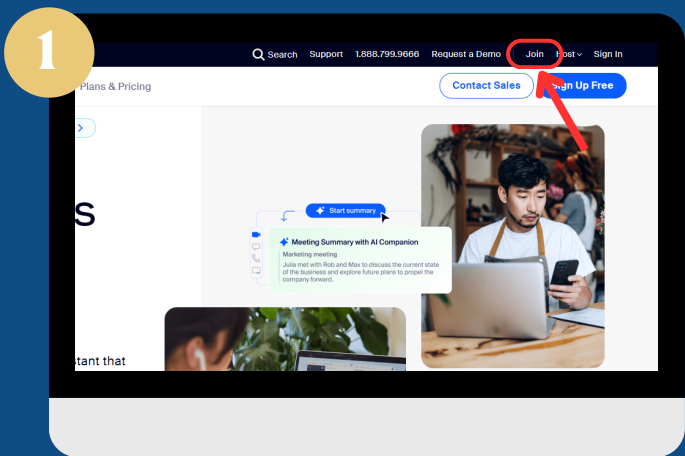 1
Search Support 1.888.799.9666 Request a Demo Join Host Sign In
Plans & Pricing Contact Sales Sign Up Free
s
Start summary
Meeting Summary with AI Companion
Marketing meeting
Julia met with Rob and Max to discuss the current state
of the business and explore future plans to propel the
company forward.
stant that